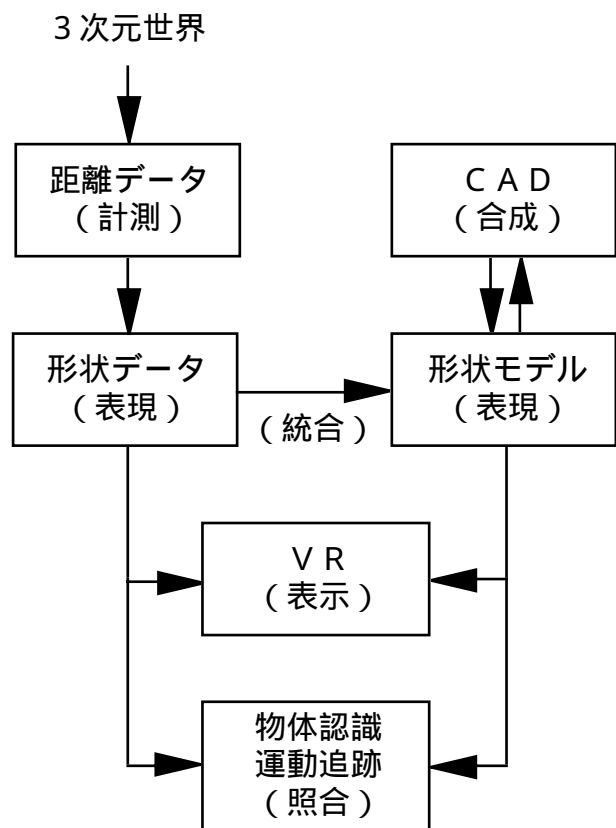 3次元世界
距離データ
(計測)
CAD
(合成)
形状データ
(表現)
(統合)
形状モデル
(表現)
VR
(表示)
物体認識
運動追跡
(照合)